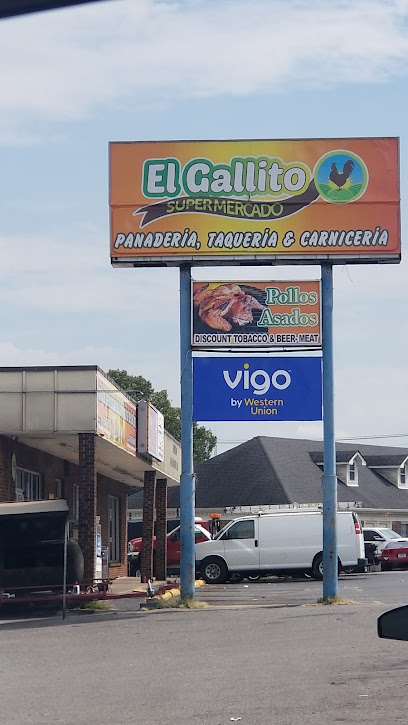 El Gallito
SUPERMERCADO
PANADERÍA, TAQUERÍA & CARNICERÍA
Pollos
Asados
DISCOUNT TOBACCO & BEER- MEAT
vigo
by Western
Union